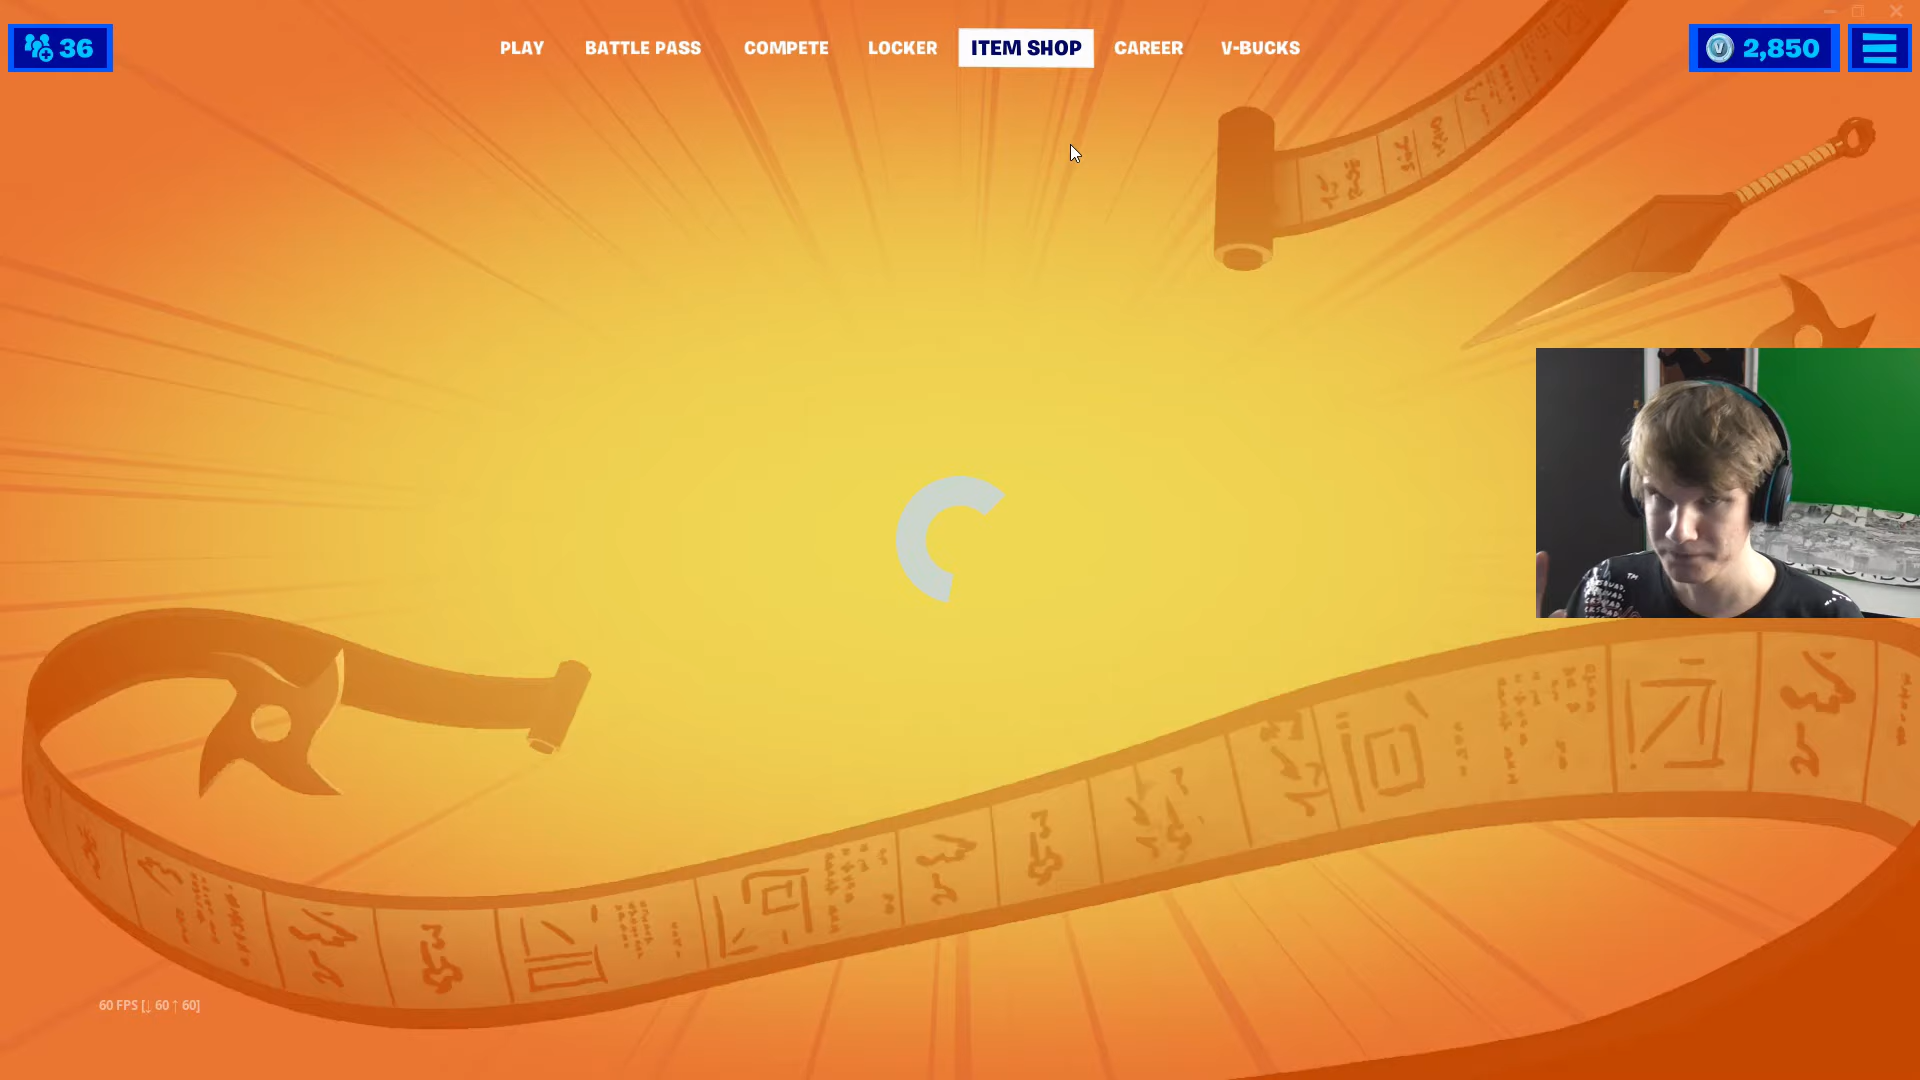 36
PLAY
BATTLE PASS
COMPETE
LOCKER
ITEM SHOP
CAREER
V-BUCKS
2,850
60 FPS [↓ 60 ↑ 60]